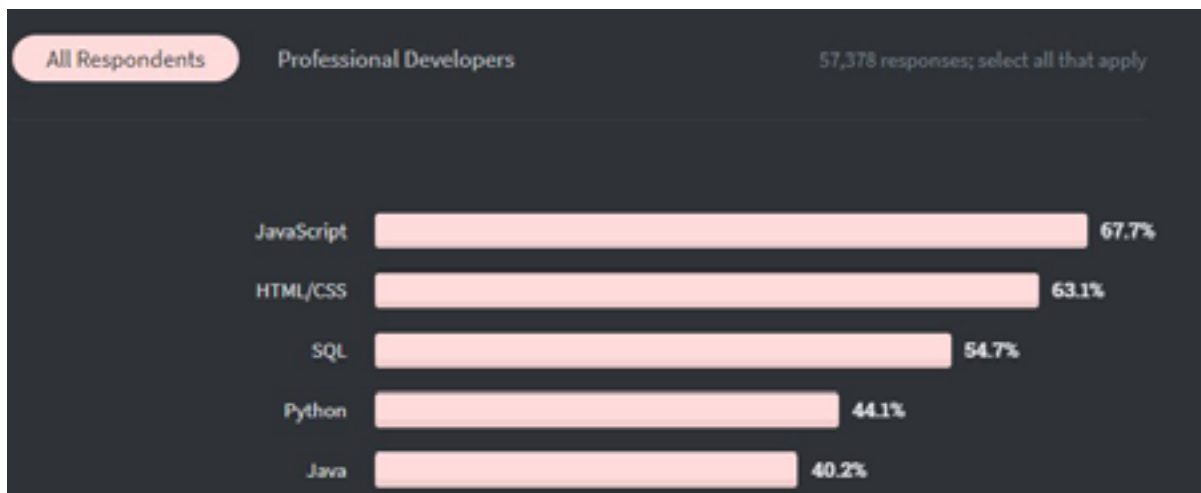 All Respondents Professional Developers 57,378 responses; select all that apply
JavaScript 67.7%
HTML/CSS 63.1%
SQL 54.7%
Python 44.1%
Java 40.2%